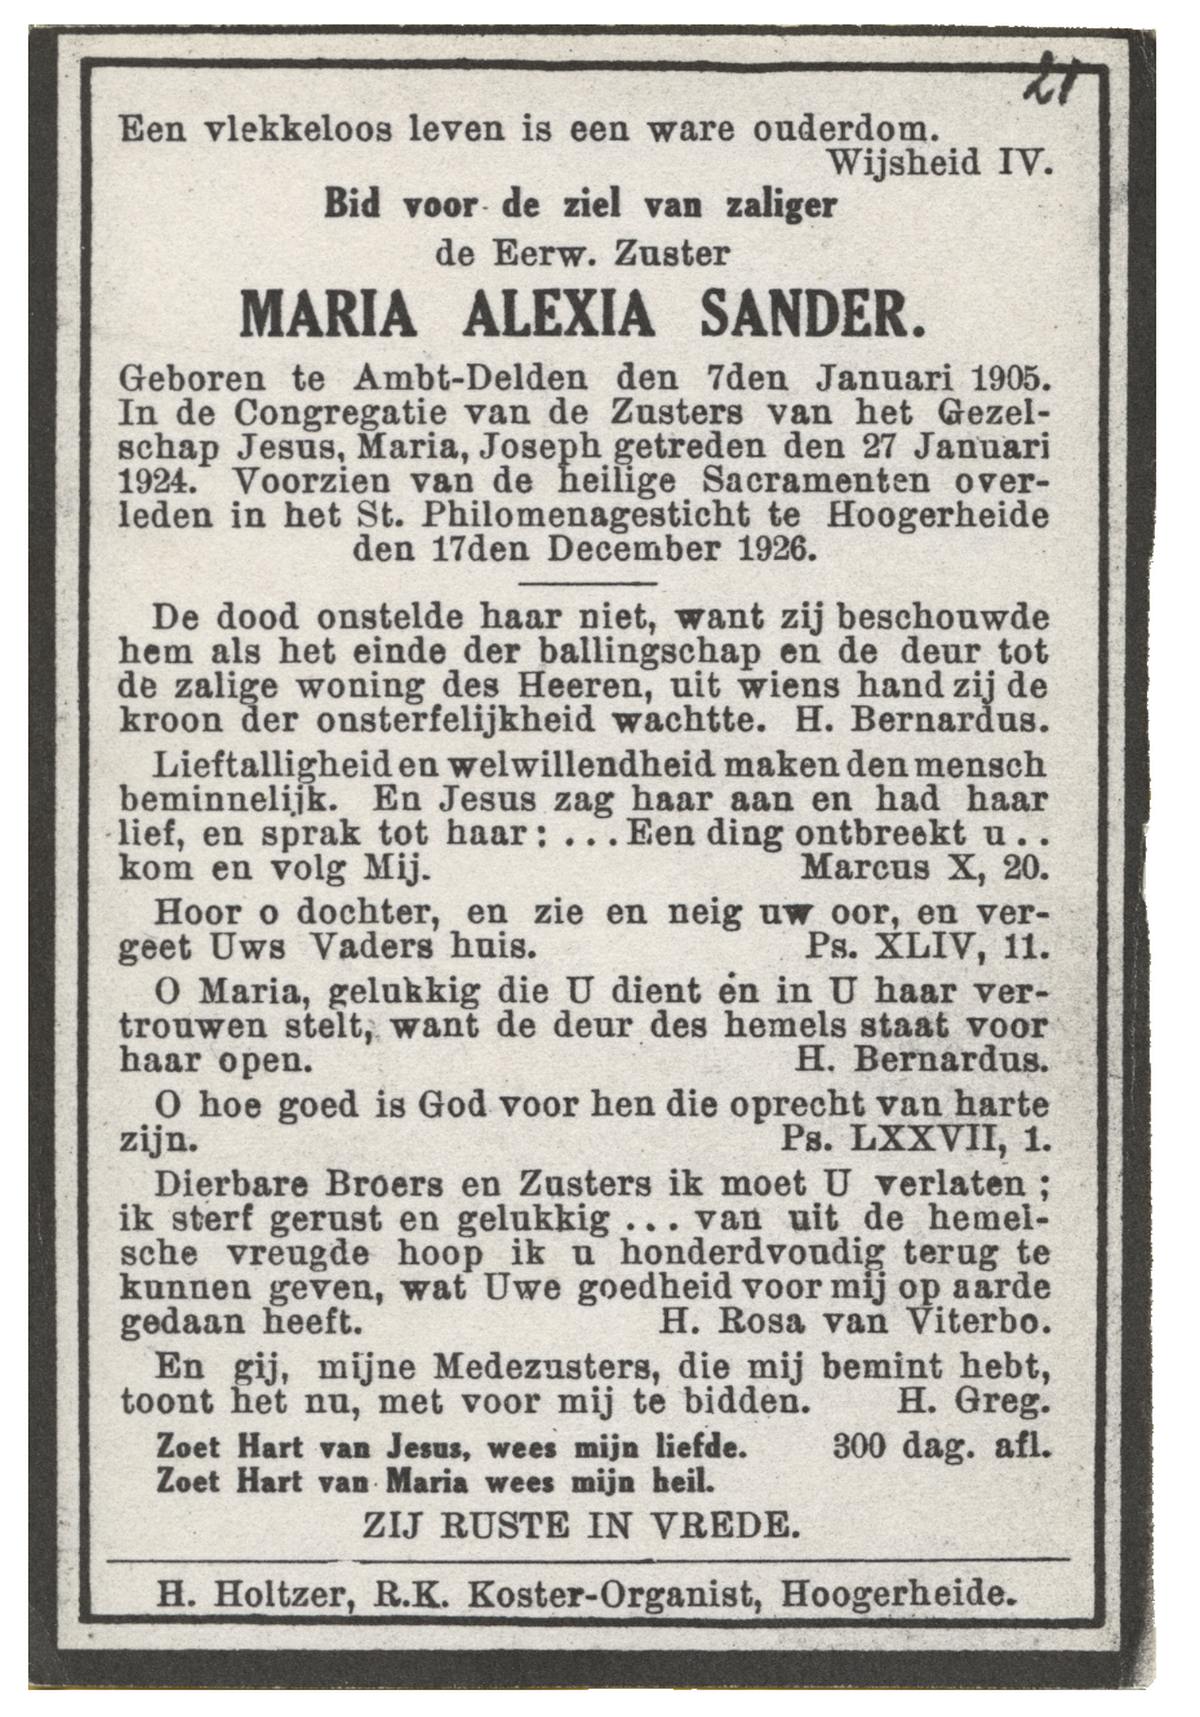 21
Een vlekkeloos leven is een ware ouderdom.
Wijsheid IV.
Bid voor de ziel van zaliger
de Eerw. Zuster
MARIA ALEXIA SANDER.
Geboren te Ambt-Delden den 7den Januari 1905.
In de Congregatie van de Zusters van het Gezel-
schap Jesus, Maria, Joseph getreden den 27 Januari
1924. Voorzien van de heilige Sacramenten over-
leden in het St. Philomenagesticht te Hoogerheide
den 17den December 1926.
De dood onstelde haar niet, want zij beschouwde
hem als het einde der ballingschap en de deur tot
de zalige woning des Heeren, uit wiens hand zij de
kroon der onsterfelijkheid wachtte. H. Bernardus.
Lieftalligheid en welwillendheid maken den mensch
beminnelijk. En Jesus zag haar aan en had haar
lief, en sprak tot haar: ... Een ding ontbreekt u ..
kom en volg Mij. Marcus X, 20.
Hoor o dochter, en zie en neig uw oor, en ver-
geet Uws Vaders huis. Ps. XLIV, 11.
O Maria, gelukkig die U dient én in U haar ver-
trouwen stelt, want de deur des hemels staat voor
haar open. H. Bernardus.
O hoe goed is God voor hen die oprecht van harte
zijn. Ps. LXXVII, 1.
Dierbare Broers en Zusters ik moet U verlaten ;
ik sterf gerust en gelukkig ... van uit de hemel-
sche vreugde hoop ik u honderdvoudig terug te
kunnen geven, wat Uwe goedheid voor mij op aarde
gedaan heeft. H. Rosa van Viterbo.
En gij, mijne Medezusters, die mij bemint hebt,
toont het nu, met voor mij te bidden. H. Greg.
Zoet Hart van Jesus, wees mijn liefde. 300 dag. afl.
Zoet Hart van Maria wees mijn heil.
ZIJ RUSTE IN VREDE.
H. Holtzer, R.K. Koster-Organist, Hoogerheide.